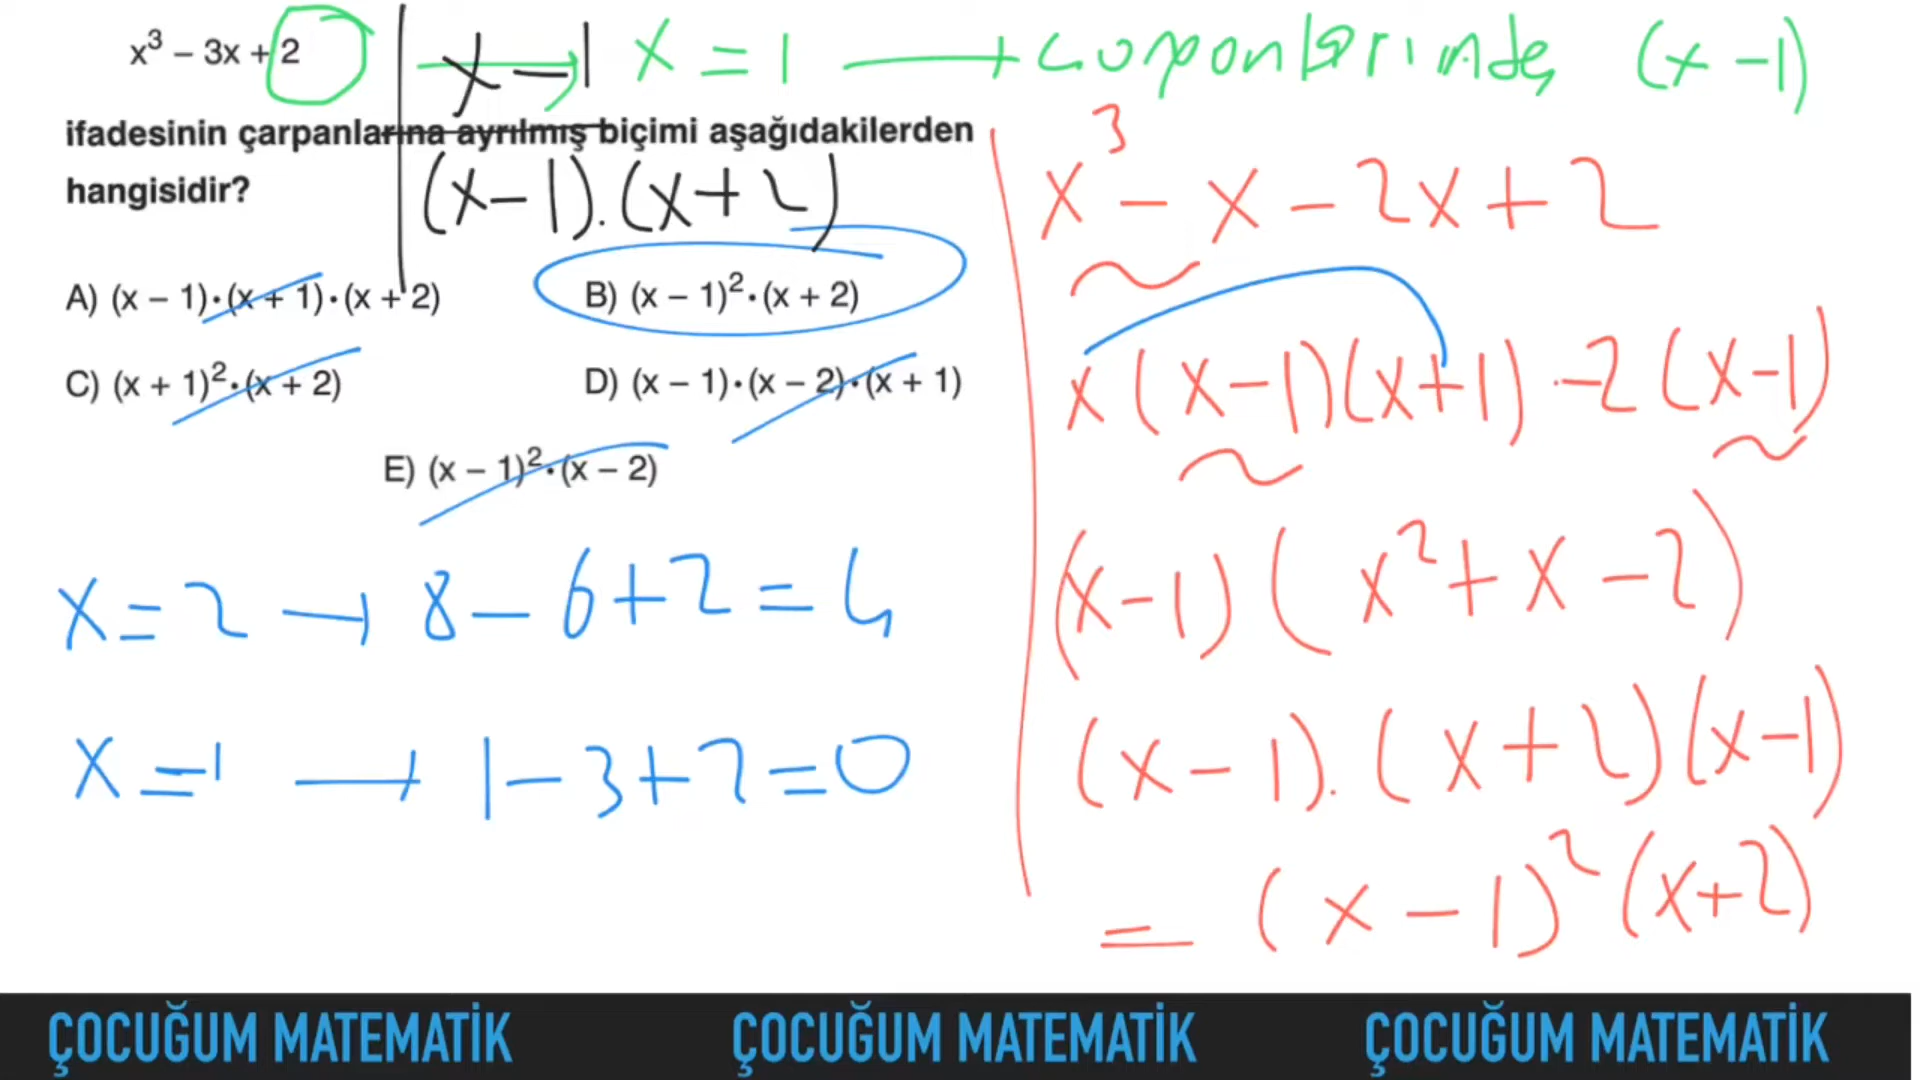 x³ – 3x + 2
x – 1
x = 1 → çarpanlarında (x – 1)
ifadesinin çarpanlarına ayrılmış biçimi aşağıdakilerden
hangisidir?
(x–1).(x+2)
A) (x – 1)·(x + 1)·(x + 2)
B) (x – 1)²·(x + 2)
C) (x + 1)²·(x + 2)
D) (x – 1)·(x – 2)·(x + 1)
E) (x – 1)²·(x – 2)
x = 2 → 8 – 6 + 2 = 4
x = 1 → 1 – 3 + 2 = 0
x³ – x – 2x + 2
x(x–1)(x+1) – 2(x–1)
(x–1)(x² + x – 2)
(x – 1).(x + 2)(x–1)
= (x – 1)²(x+2)
ÇOCUĞUM MATEMATİK ÇOCUĞUM MATEMATİK ÇOCUĞUM MATEMATİK